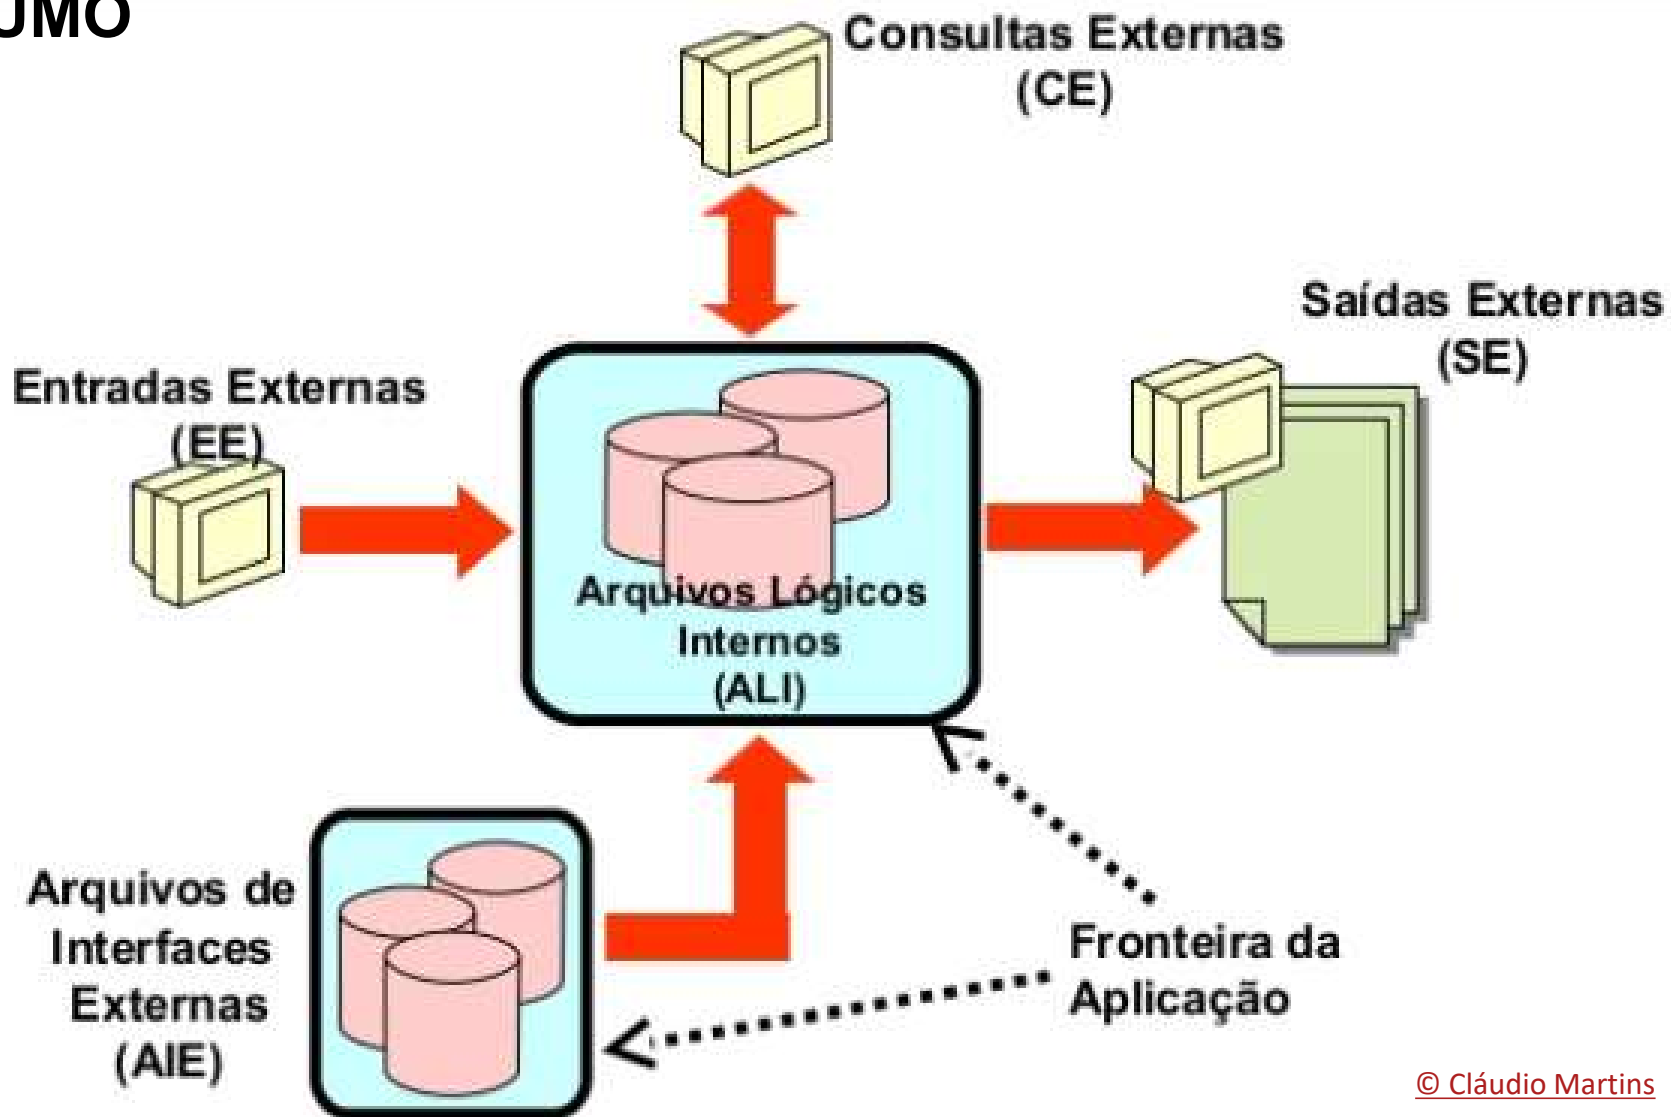 UMO
Consultas Externas
(CE)
Saídas Externas
(SE)
Entradas Externas
(EE)
Arquivos Lógicos
Internos
(ALI)
Arquivos de
Interfaces
Externas
(AIE)
Fronteira da
Aplicação
© Cláudio Martins